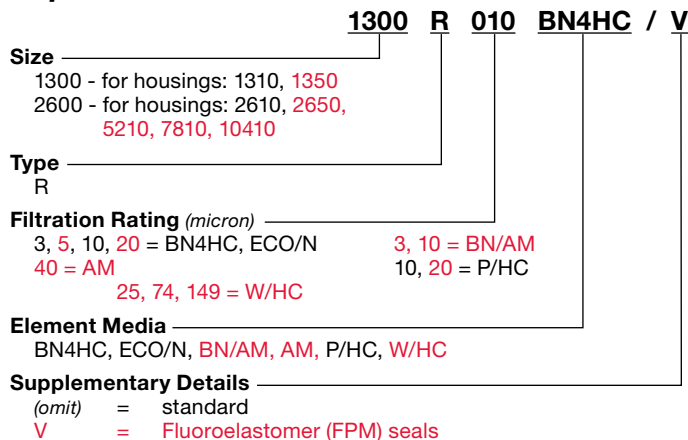 1300 R 010 BN4HC / V
Size
1300 - for housings: 1310, 1350
2600 - for housings: 2610, 2650,
5210, 7810, 10410
Type
R
Filtration Rating (micron)
3, 5, 10, 20 = BN4HC, ECO/N 3, 10 = BN/AM
40 = AM 10, 20 = P/HC
25, 74, 149 = W/HC
Element Media
BN4HC, ECO/N, BN/AM, AM, P/HC, W/HC
Supplementary Details
(omit) = standard
V = Fluoroelastomer (FPM) seals